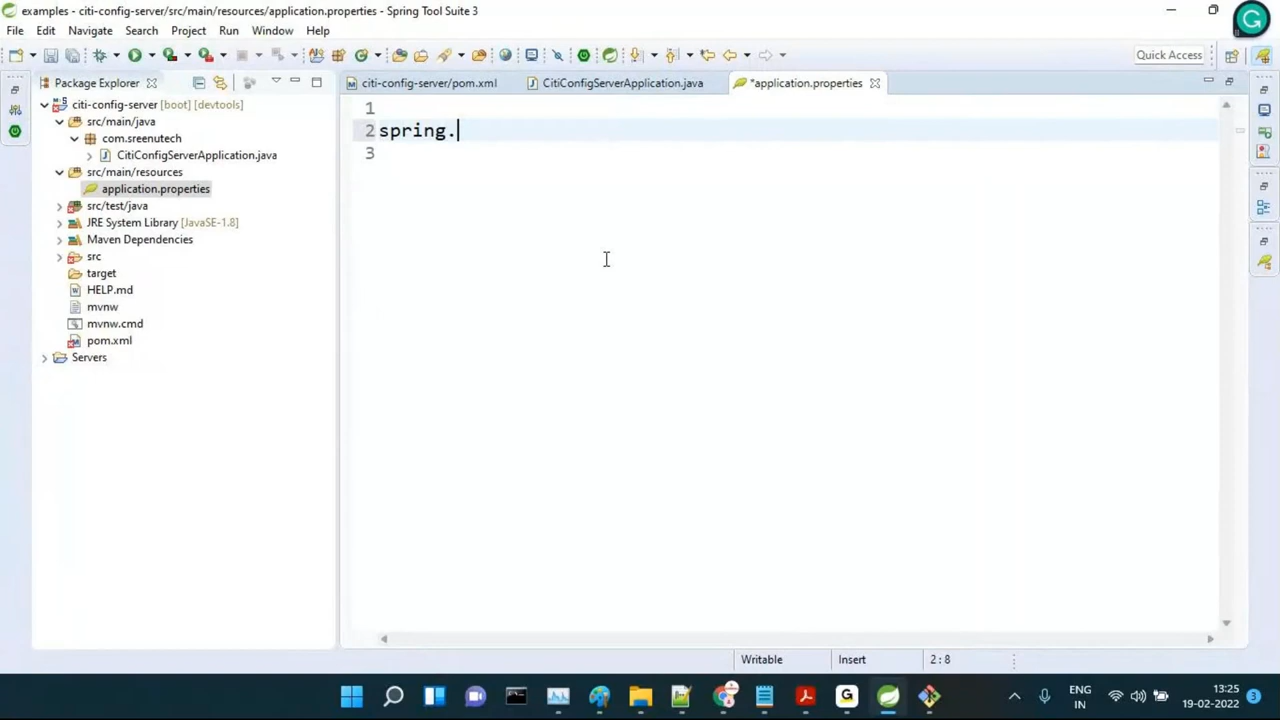 examples - citi-config-server/src/main/resources/application.properties - Spring Tool Suite 3
File Edit Navigate Search Project Run Window Help
Quick Access
Package Explorer
citi-config-server/pom.xml
CitiConfigServerApplication.java
*application.properties
citi-config-server [boot] [devtools]
src/main/java
com.sreenutech
CitiConfigServerApplication.java
src/main/resources
application.properties
src/test/java
JRE System Library [JavaSE-1.8]
Maven Dependencies
src
target
HELP.md
mvnw
mvnw.cmd
pom.xml
Servers
1
2 spring.
3
Writable Insert 2 : 8
ENG
IN
13:25
19-02-2022
3